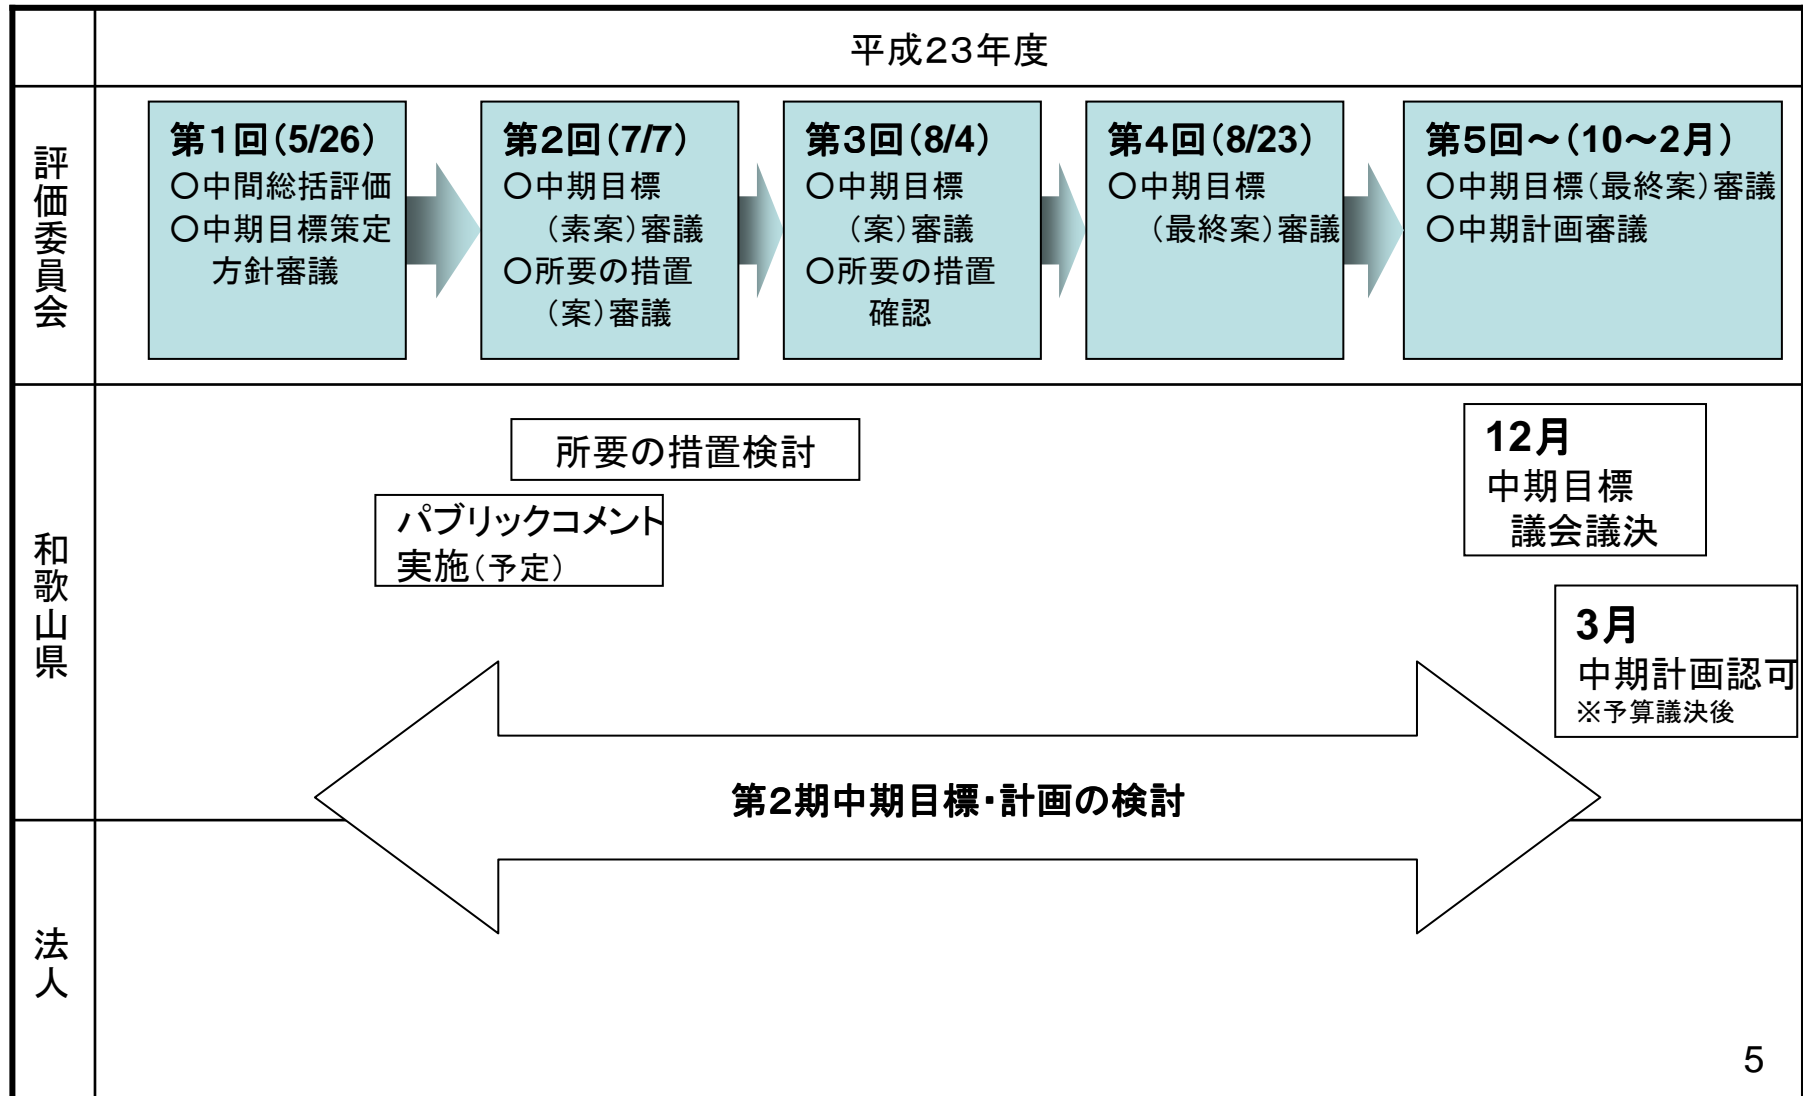 平成23年度
評価委員会
第1回(5/26)
○中間総括評価
○中期目標策定
方針審議
第2回(7/7)
○中期目標
(素案)審議
○所要の措置
(案)審議
第3回(8/4)
○中期目標
(案)審議
○所要の措置
確認
第4回(8/23)
○中期目標
(最終案)審議
第5回～(10～2月)
○中期目標(最終案)審議
○中期計画審議
和歌山県
所要の措置検討
パブリックコメント
実施(予定)
12月
中期目標
議会議決
3月
中期計画認可
※予算議決後
第2期中期目標・計画の検討
法人
5